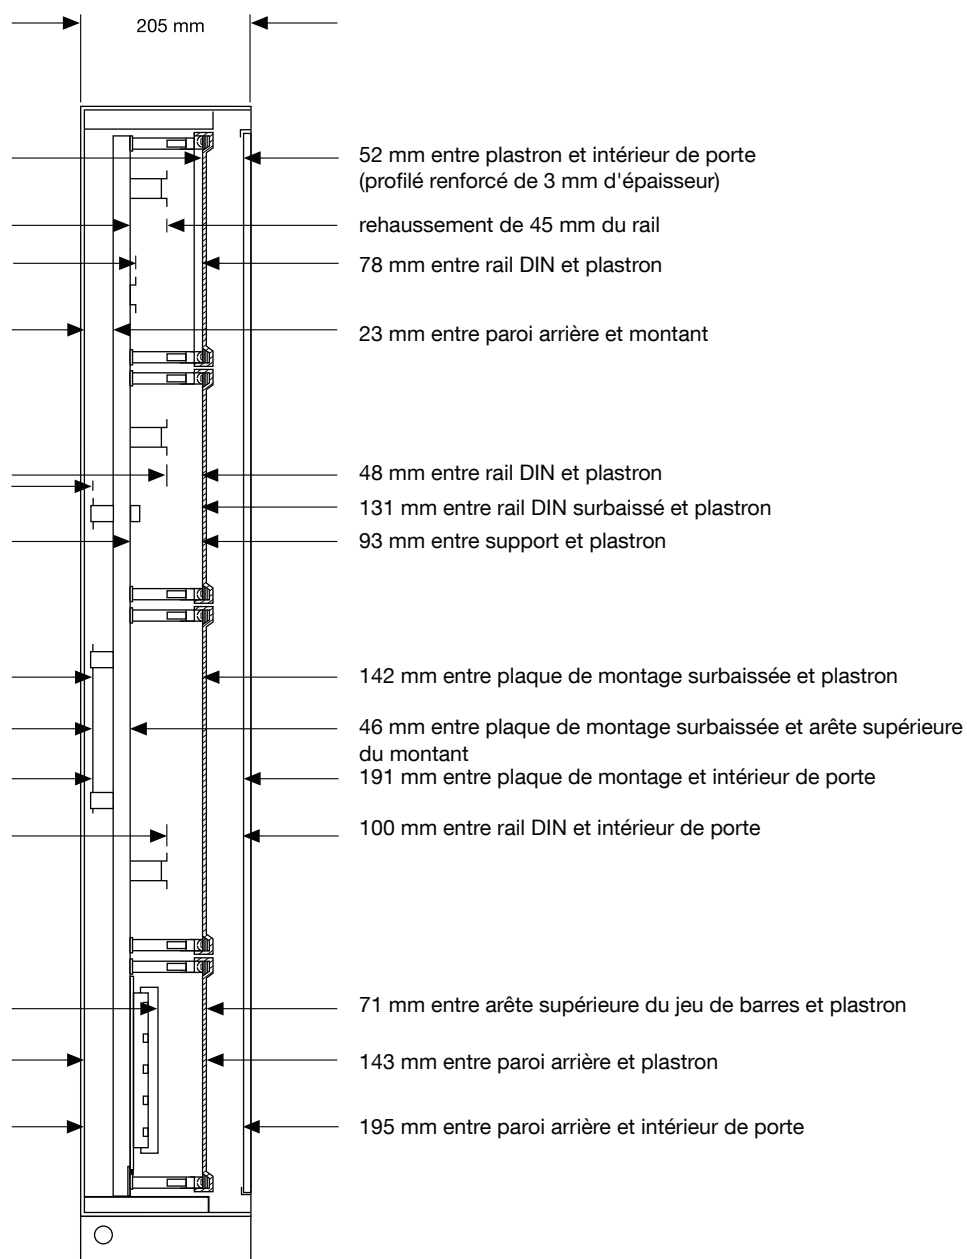 205 mm
52 mm entre plastron et intérieur de porte
(profilé renforcé de 3 mm d'épaisseur)
rehaussement de 45 mm du rail
78 mm entre rail DIN et plastron
23 mm entre paroi arrière et montant
48 mm entre rail DIN et plastron
131 mm entre rail DIN surbaissé et plastron
93 mm entre support et plastron
142 mm entre plaque de montage surbaissée et plastron
46 mm entre plaque de montage surbaissée et arête supérieure
du montant
191 mm entre plaque de montage et intérieur de porte
100 mm entre rail DIN et intérieur de porte
71 mm entre arête supérieure du jeu de barres et plastron
143 mm entre paroi arrière et plastron
195 mm entre paroi arrière et intérieur de porte